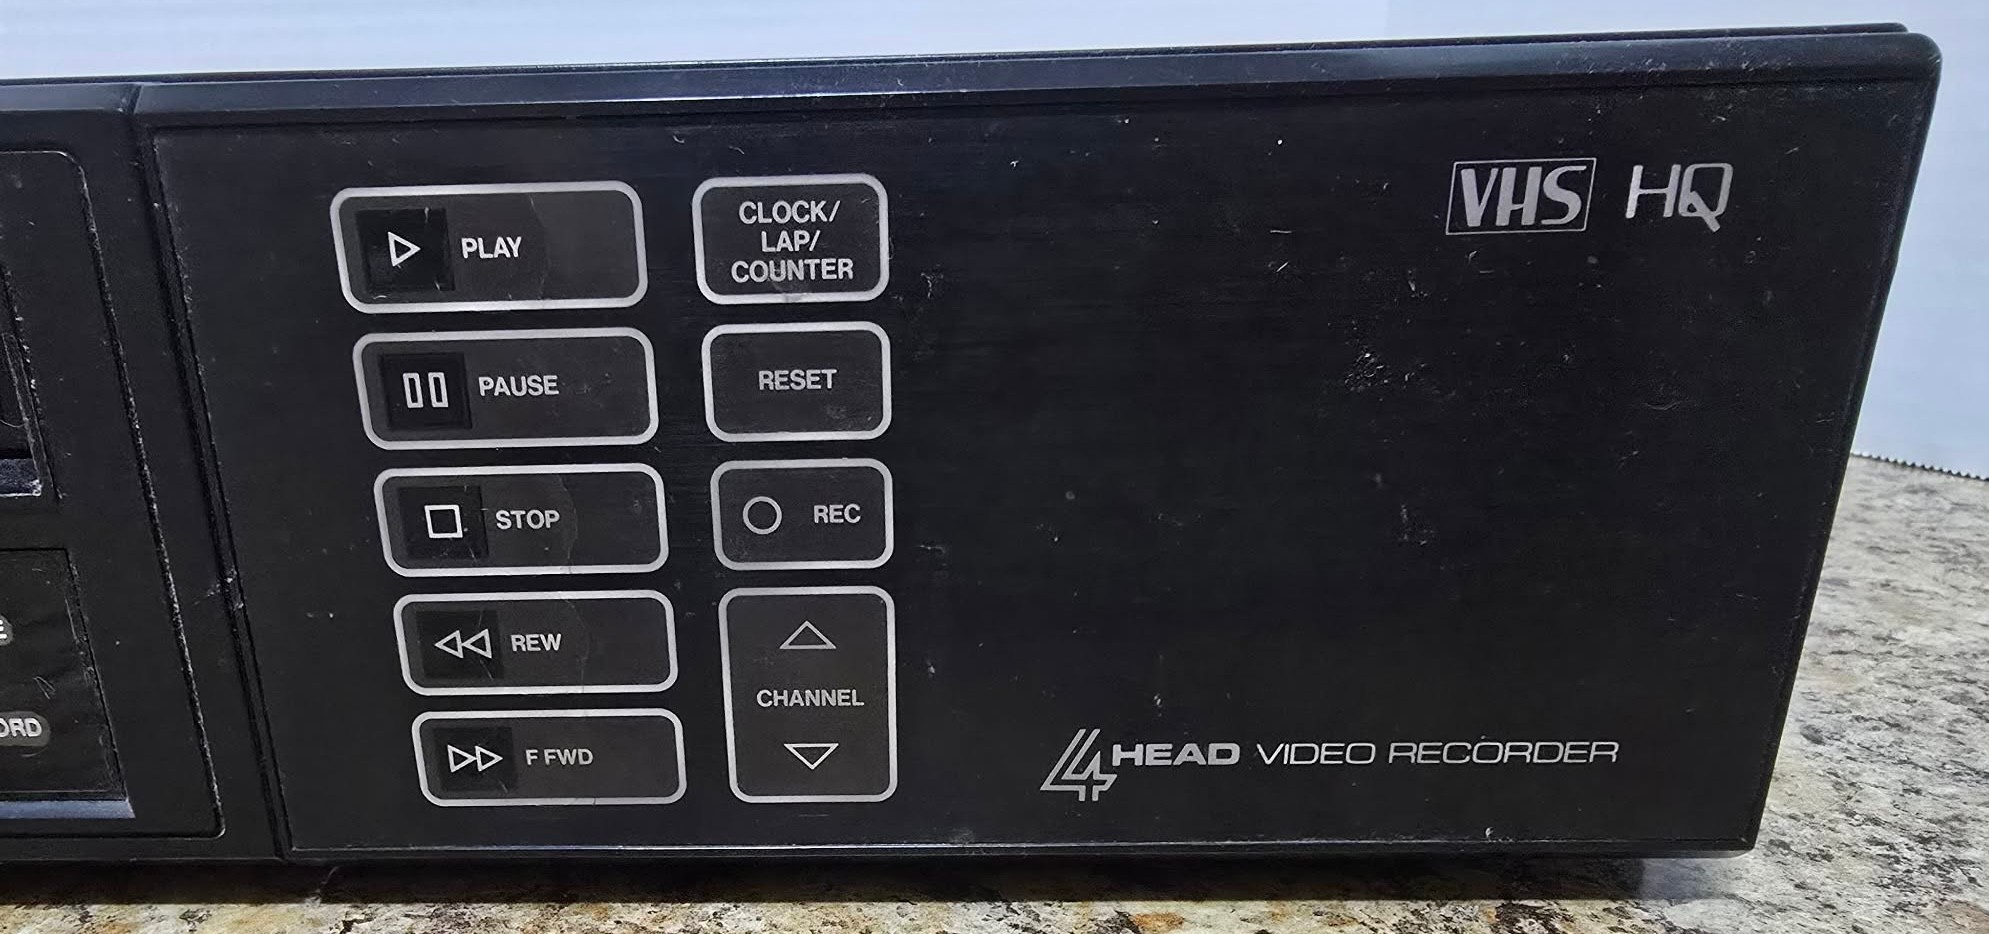 PLAY
PAUSE
STOP
REW
F FWD
CLOCK/
LAP/
COUNTER
RESET
REC
CHANNEL
VHS HQ
4 HEAD VIDEO RECORDER